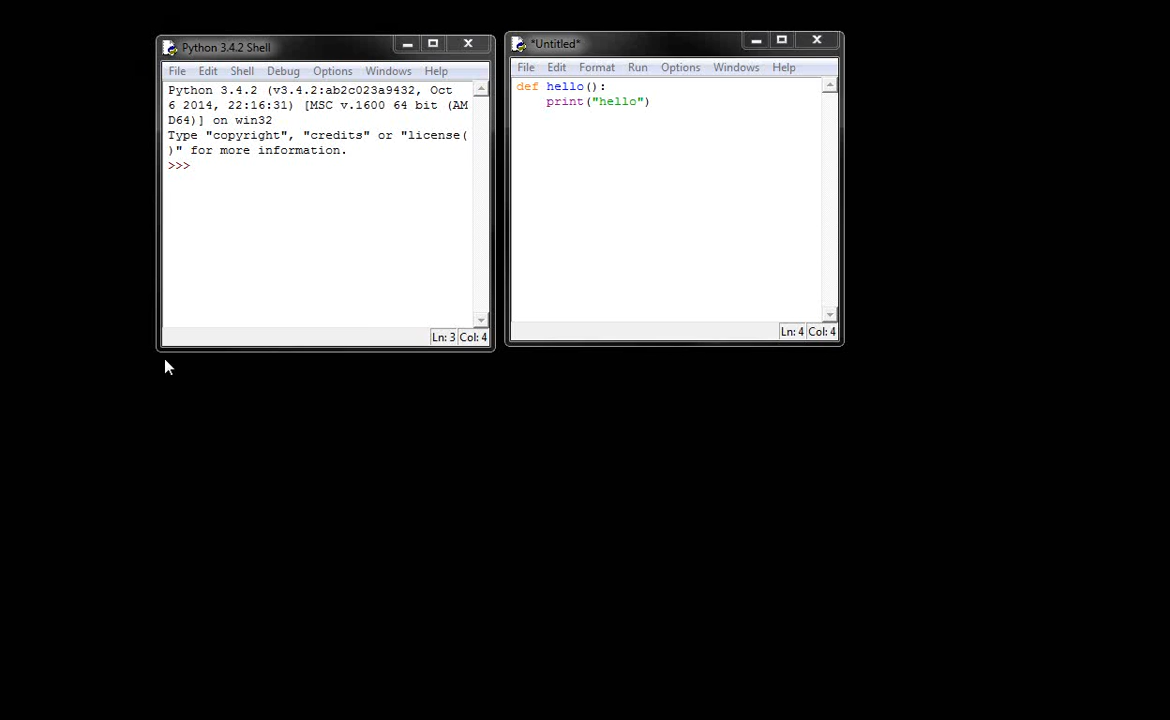 Python 3.4.2 Shell
File Edit Shell Debug Options Windows Help
Python 3.4.2 (v3.4.2:ab2c023a9432, Oct
6 2014, 22:16:31) [MSC v.1600 64 bit (AM
D64)] on win32
Type "copyright", "credits" or "license(
)" for more information.
>>>
Ln: 3 Col: 4
*Untitled*
File Edit Format Run Options Windows Help
def hello():
    print("hello")
Ln: 4 Col: 4